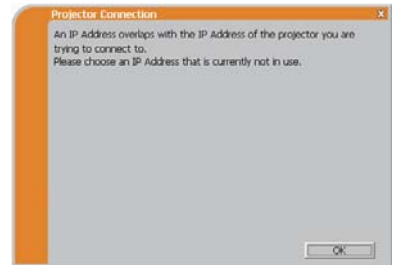 Projector Connection
X
An IP Address overlaps with the IP Address of the projector you are
trying to connect to.
Please choose an IP Address that is currently not in use.
OK